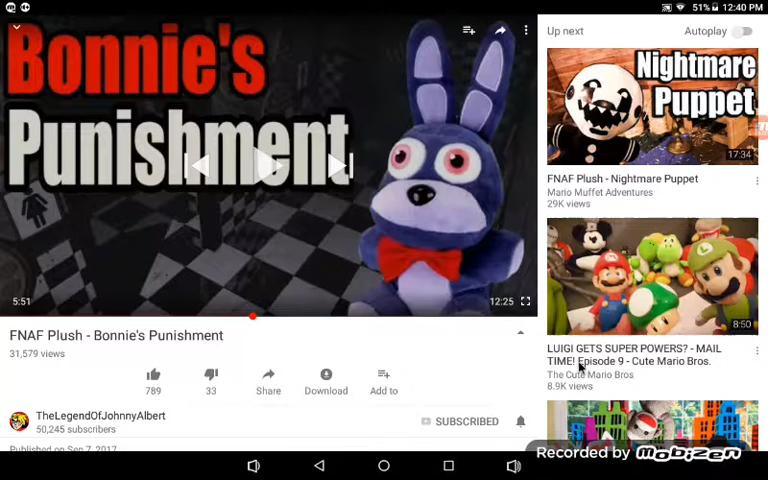 51% 12:40 PM
Bonnie's
Punishment
5:51
12:25
FNAF Plush - Bonnie's Punishment
31,579 views
789
33
Share
Download
Add to
TheLegendOfJohnnyAlbert
50,245 subscribers
SUBSCRIBED
Published on Sep 7, 2017
Up next
Autoplay
Nightmare
Puppet
17:34
FNAF Plush - Nightmare Puppet
Mario Muffet Adventures
29K views
8:50
LUIGI GETS SUPER POWERS? - MAIL
TIME! Episode 9 - Cute Mario Bros.
The Cute Mario Bros
8.9K views
Recorded by mobizen